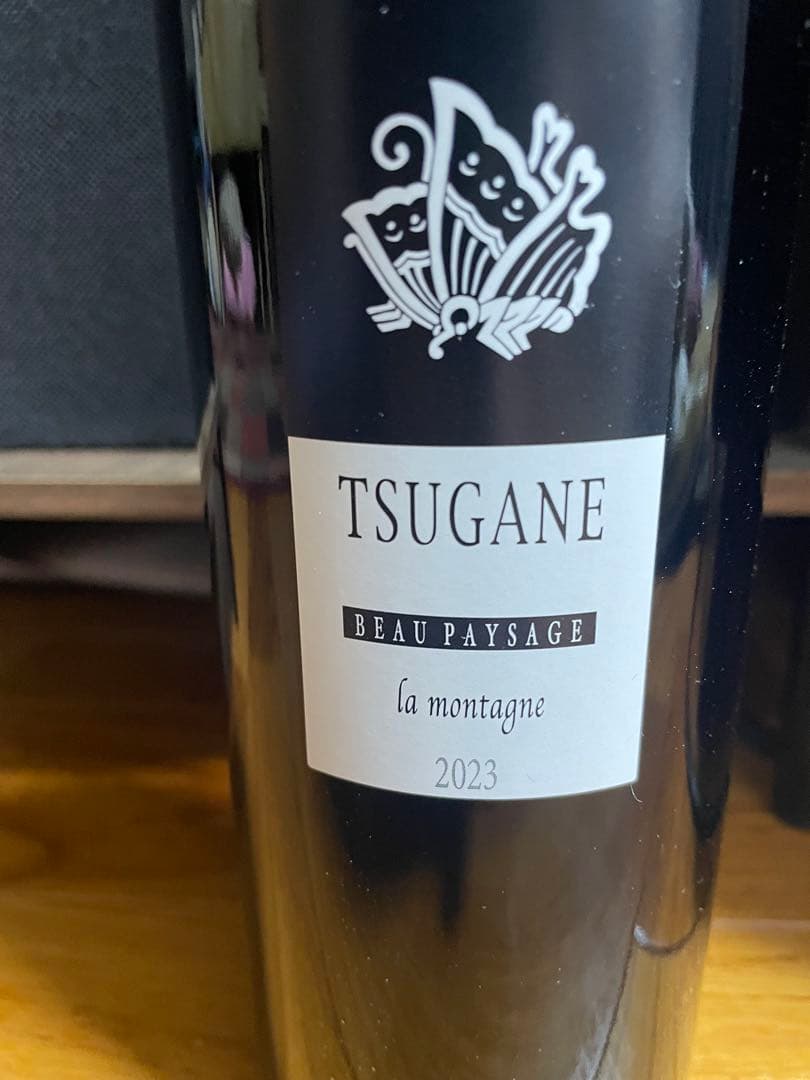 TSUGANE
BEAU PAYSAGE
la montagne
2023